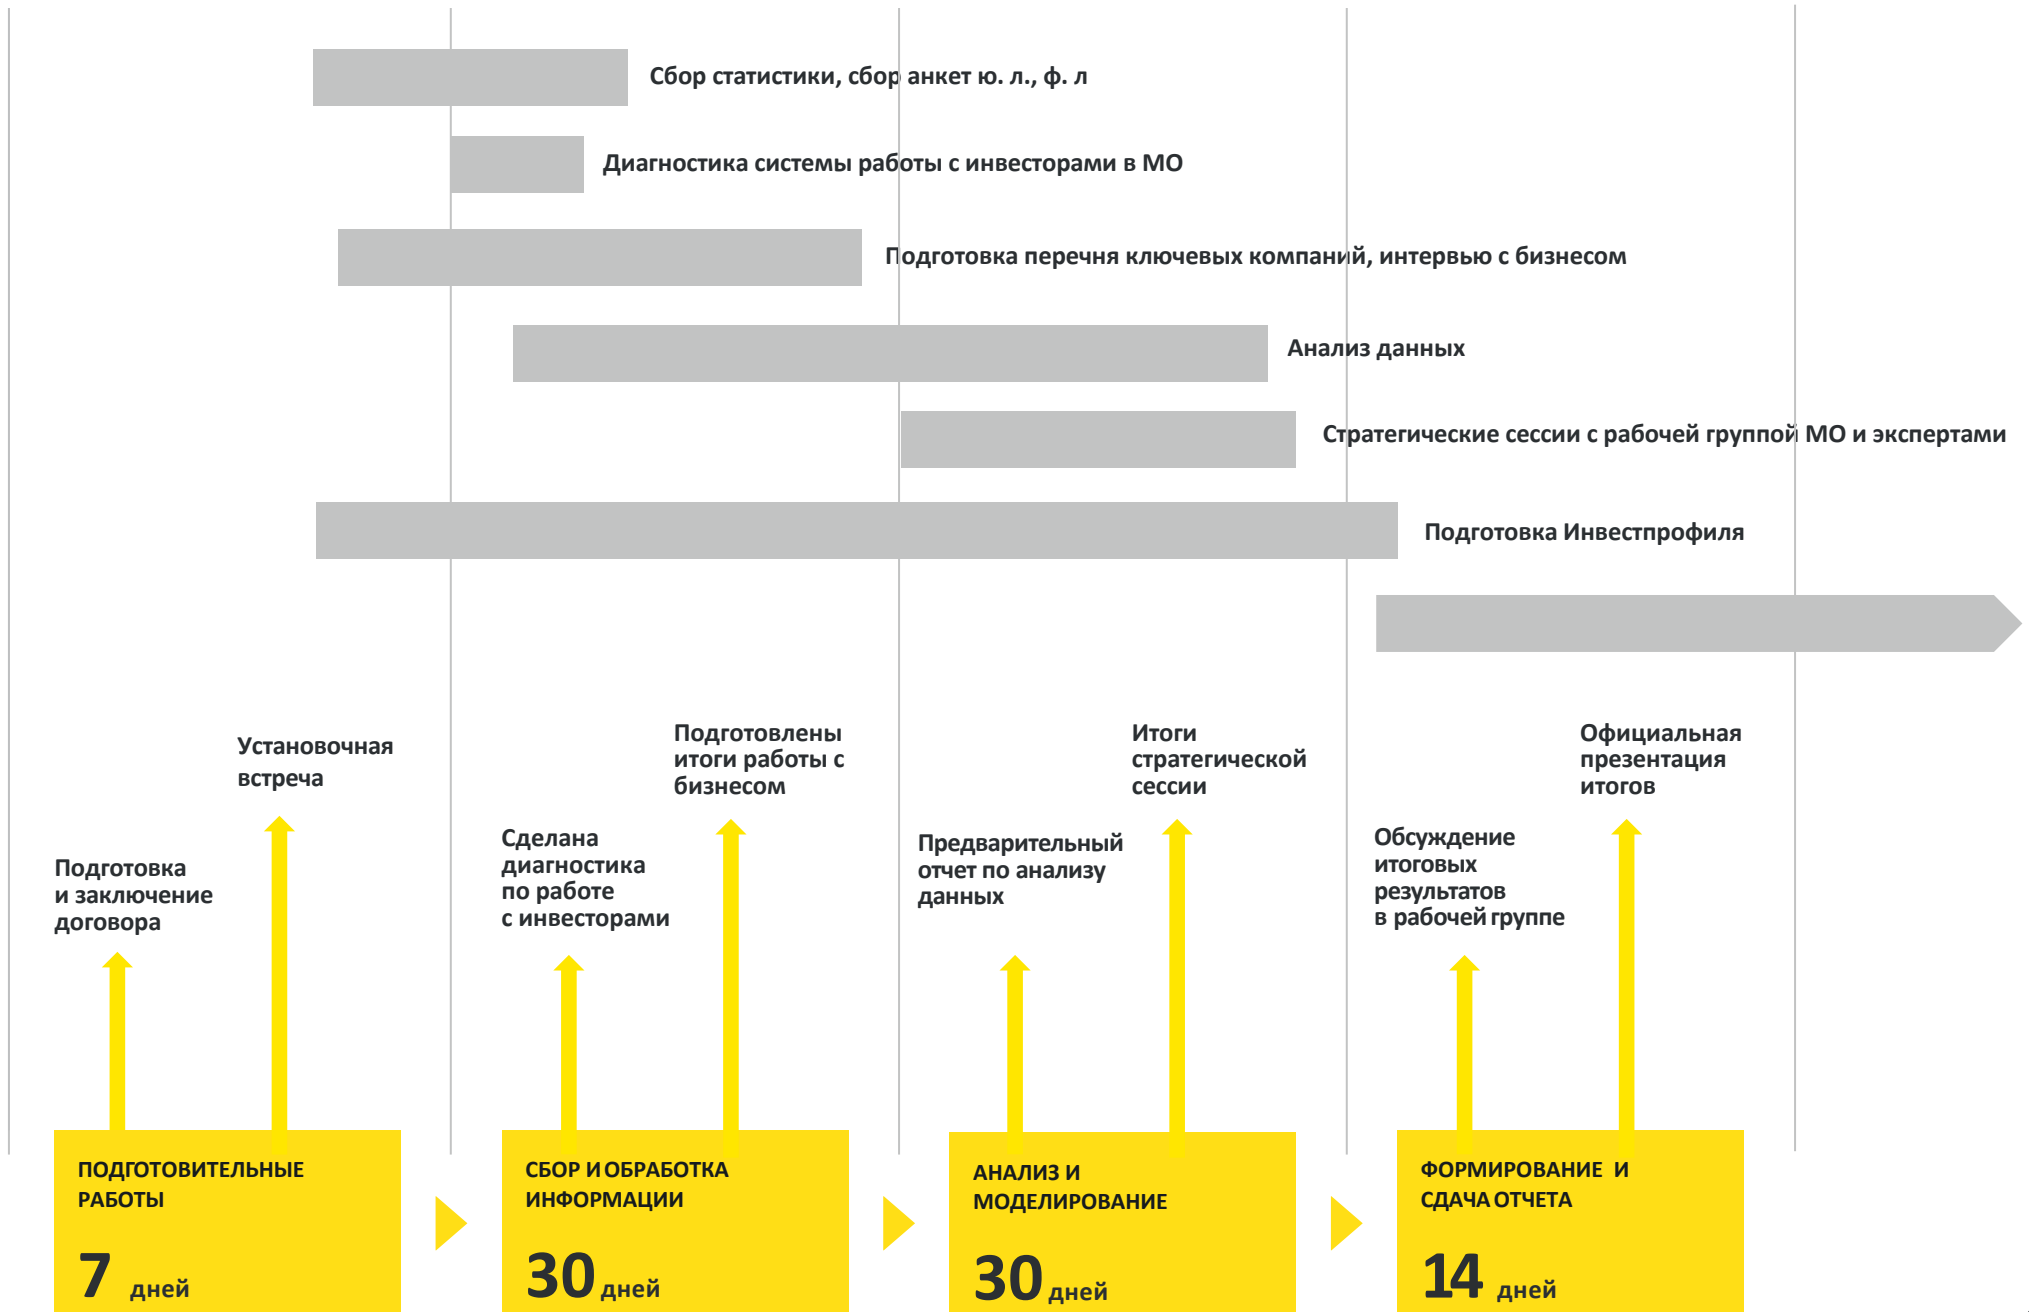 Сбор статистики, сбор анкет ю. л., ф. л
Диагностика системы работы с инвесторами в МО
Подготовка перечня ключевых компаний, интервью с бизнесом
Анализ данных
Стратегические сессии с рабочей группой МО и экспертами
Подготовка Инвестпрофиля
Подготовка
и заключение
договора
Установочная
встреча
Сделана
диагностика
по работе
с инвесторами
Подготовлены
итоги работы с
бизнесом
Предварительный
отчет по анализу
данных
Итоги
стратегической
сессии
Обсуждение
итоговых
результатов
в рабочей группе
Официальная
презентация
итогов
ПОДГОТОВИТЕЛЬНЫЕ
РАБОТЫ
7 дней
СБОР И ОБРАБОТКА
ИНФОРМАЦИИ
30 дней
АНАЛИЗ И
МОДЕЛИРОВАНИЕ
30 дней
ФОРМИРОВАНИЕ И
СДАЧА ОТЧЕТА
14 дней